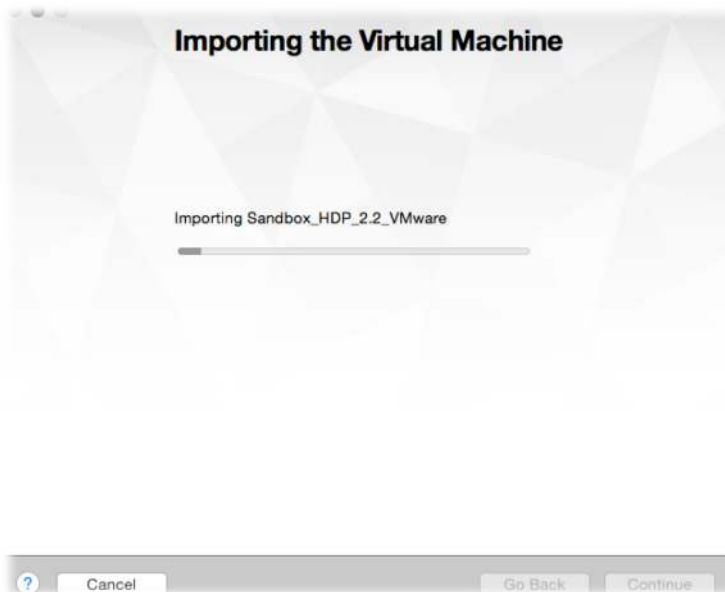 Importing the Virtual Machine
Importing Sandbox_HDP_2.2_VMware
?
Cancel
Go Back
Continue